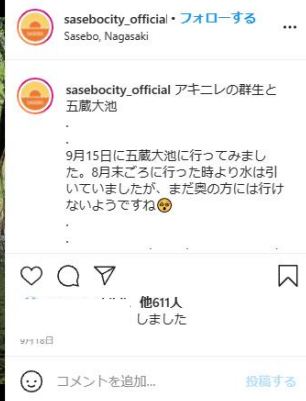 sasebocity_official • フォローする
Sasebo, Nagasaki
sasebocity_official アキニレの群生と
五蔵大池
.
.
9月15日に五蔵大池に行ってみまし
た。8月末ごろに行った時より水は引
いていましたが、まだ奥の方には行け
ないようですね😯
.
.
他611人
しました
9月18日
コメントを追加...
投稿する